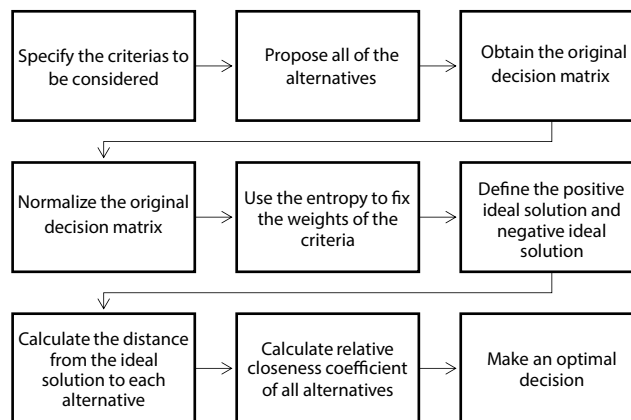 Specify the criterias to
be considered
Propose all of the
alternatives
Obtain the original
decision matrix
Normalize the original
decision matrix
Use the entropy to fix
the weights of the
criteria
Define the positive
ideal solution and
negative ideal
solution
Calculate the distance
from the ideal
solution to each
alternative
Calculate relative
closeness coefficient
of all alternatives
Make an optimal
decision